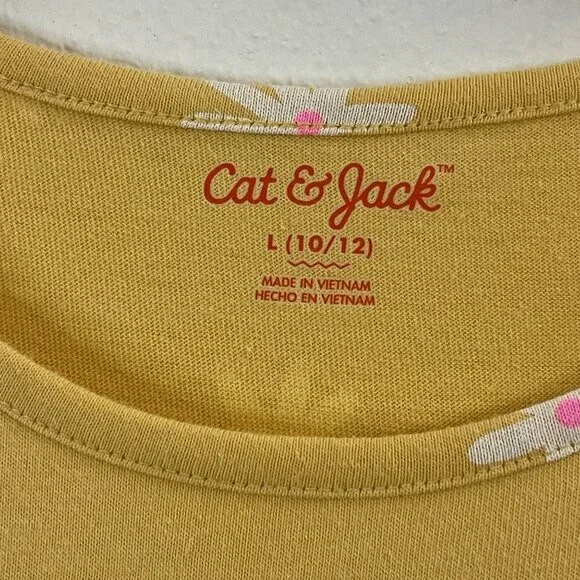 Cat & Jack™
L (10/12)
MADE IN VIETNAM
HECHO EN VIETNAM